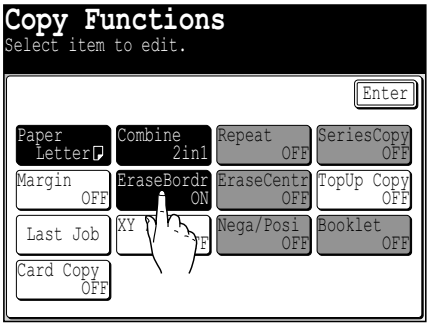 Copy Functions
Select item to edit.
Enter
Paper Combine Repeat SeriesCopy
Letter 2in1 OFF OFF
Margin EraseBordr EraseCentr TopUp Copy
OFF ON OFF OFF
Last Job XY Nega/Posi Booklet
OFF OFF
Card Copy
OFF